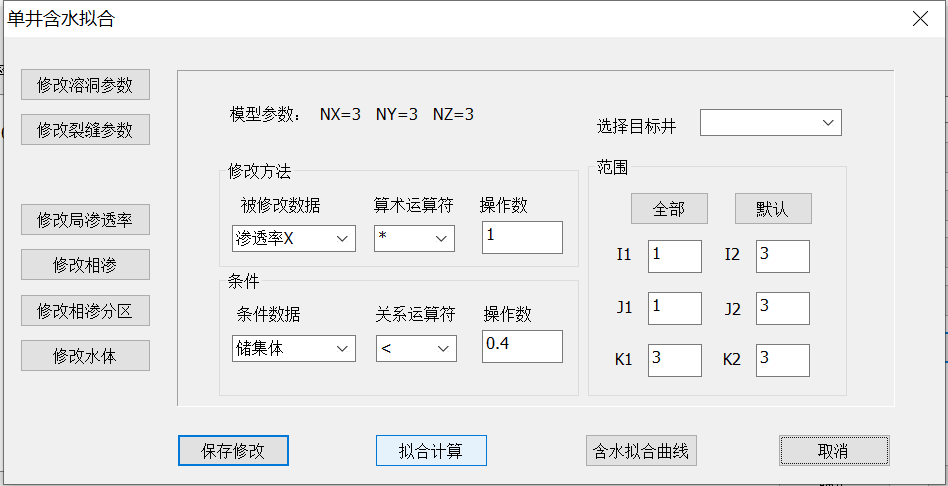 单井含水拟合
修改溶洞参数
修改裂缝参数
修改局渗透率
修改相渗
修改相渗分区
修改水体
模型参数： NX=3 NY=3 NZ=3
选择目标井
修改方法
被修改数据 算术运算符 操作数
渗透率X * 1
条件
条件数据 关系运算符 操作数
储集体 < 0.4
范围
全部 默认
I1 1 I2 3
J1 1 J2 3
K1 3 K2 3
保存修改 拟合计算 含水拟合曲线 取消